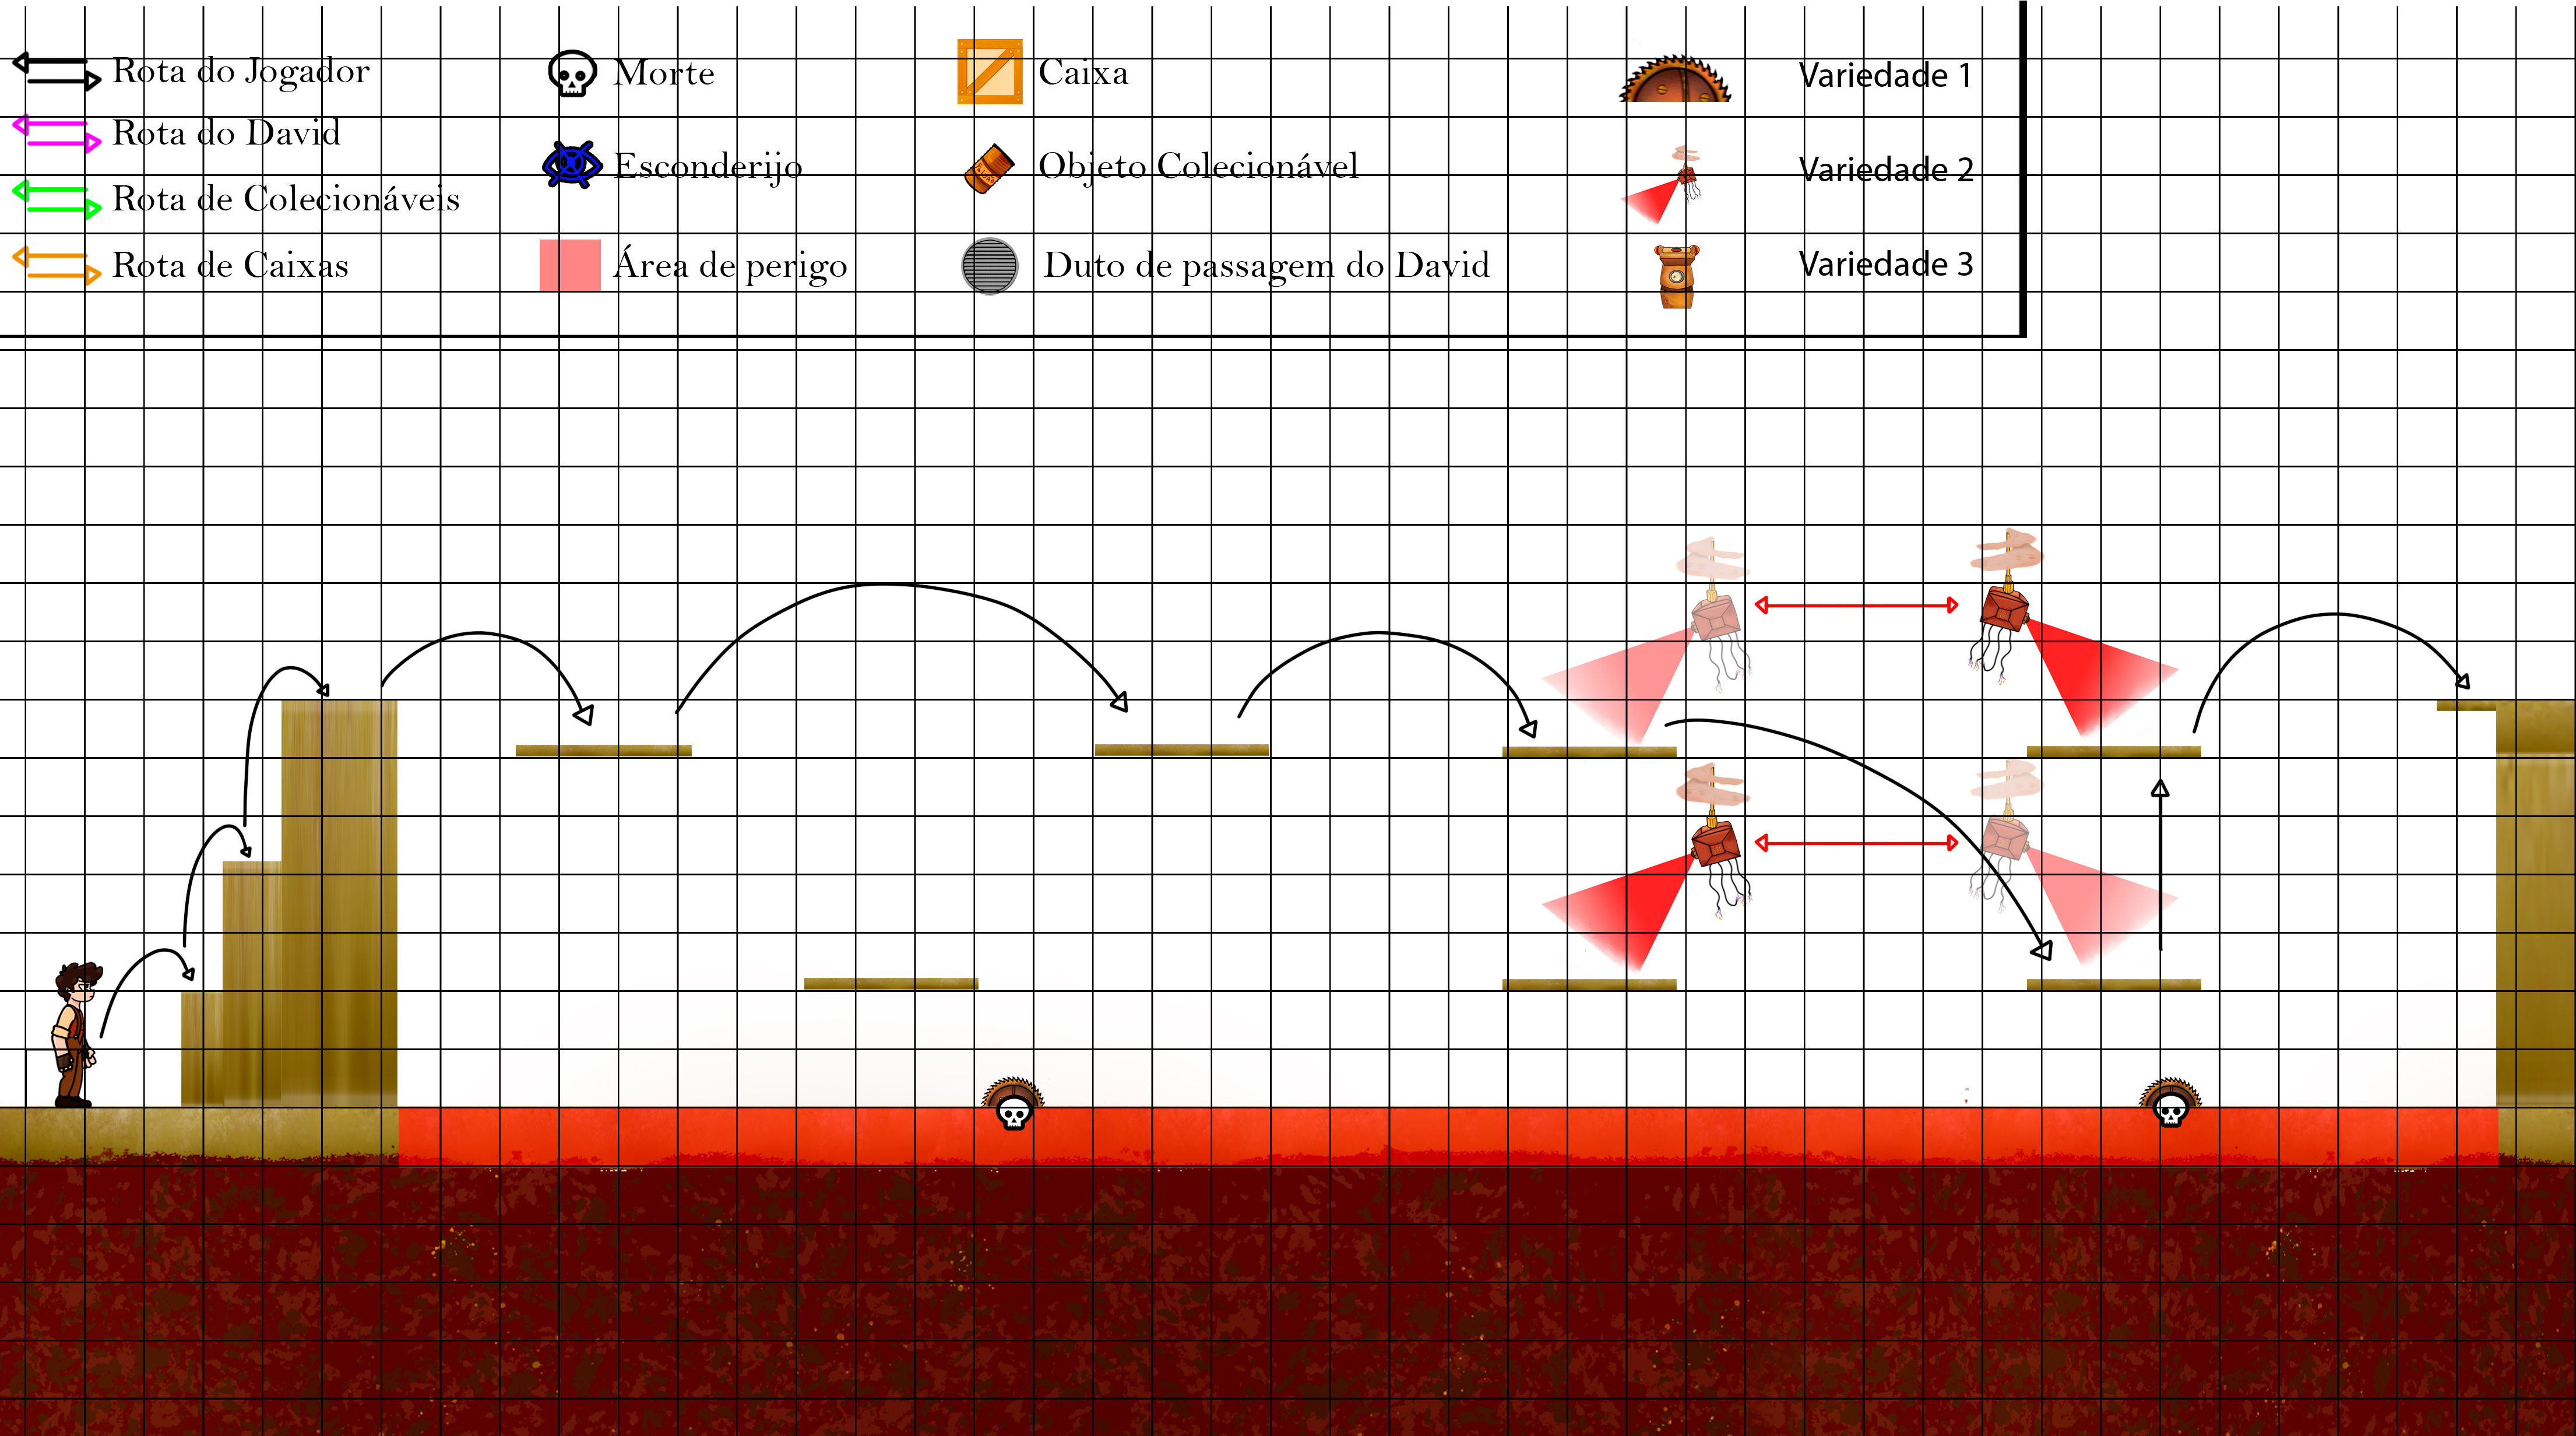 Rota do Jogador
Rota do David
Rota de Colecionáveis
Rota de Caixas
Morte
Esconderijo
Área de perigo
Caixa
Objeto Colecionável
Duto de passagem do David
Variedade 1
Variedade 2
Variedade 3